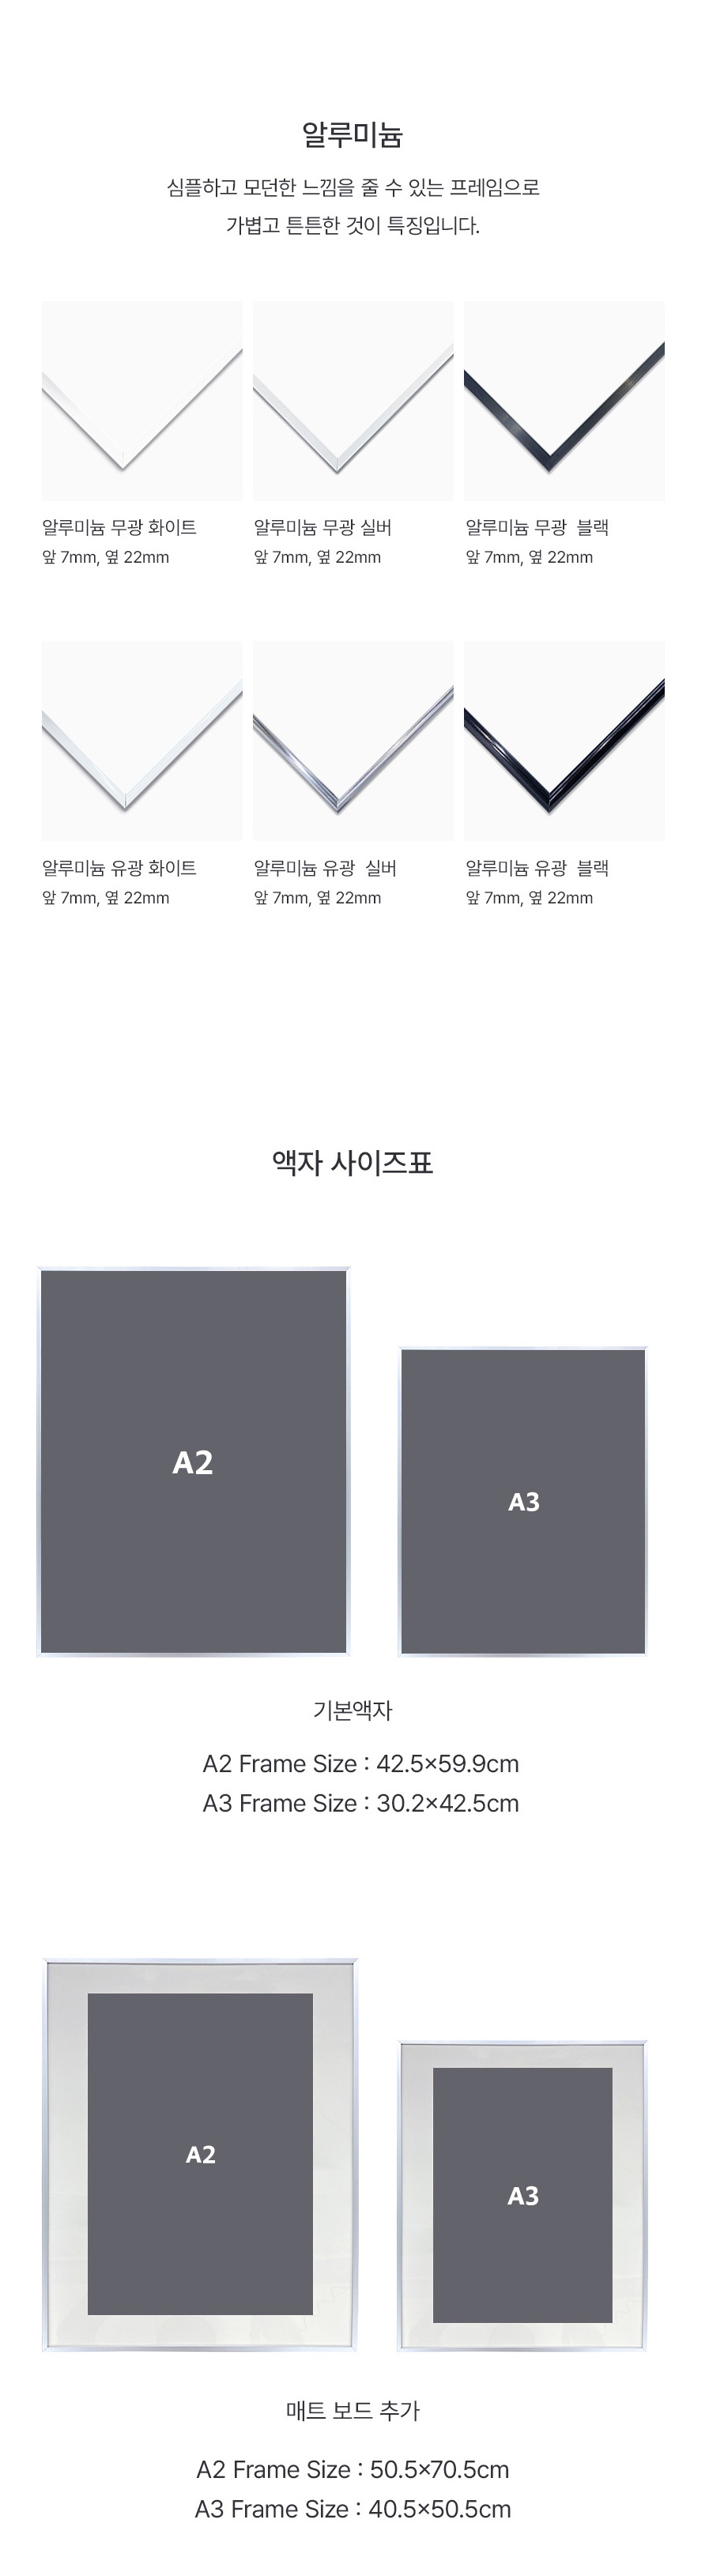 알루미늄
심플하고 모던한 느낌을 줄 수 있는 프레임으로
가볍고 튼튼한 것이 특징입니다.
알루미늄 무광 화이트
앞 7mm, 옆 22mm
알루미늄 무광 실버
앞 7mm, 옆 22mm
알루미늄 무광 블랙
앞 7mm, 옆 22mm
알루미늄 유광 화이트
앞 7mm, 옆 22mm
알루미늄 유광 실버
앞 7mm, 옆 22mm
알루미늄 유광 블랙
앞 7mm, 옆 22mm
액자 사이즈표
A2
A3
기본액자
A2 Frame Size : 42.5×59.9cm
A3 Frame Size : 30.2×42.5cm
A2
A3
매트 보드 추가
A2 Frame Size : 50.5×70.5cm
A3 Frame Size : 40.5×50.5cm